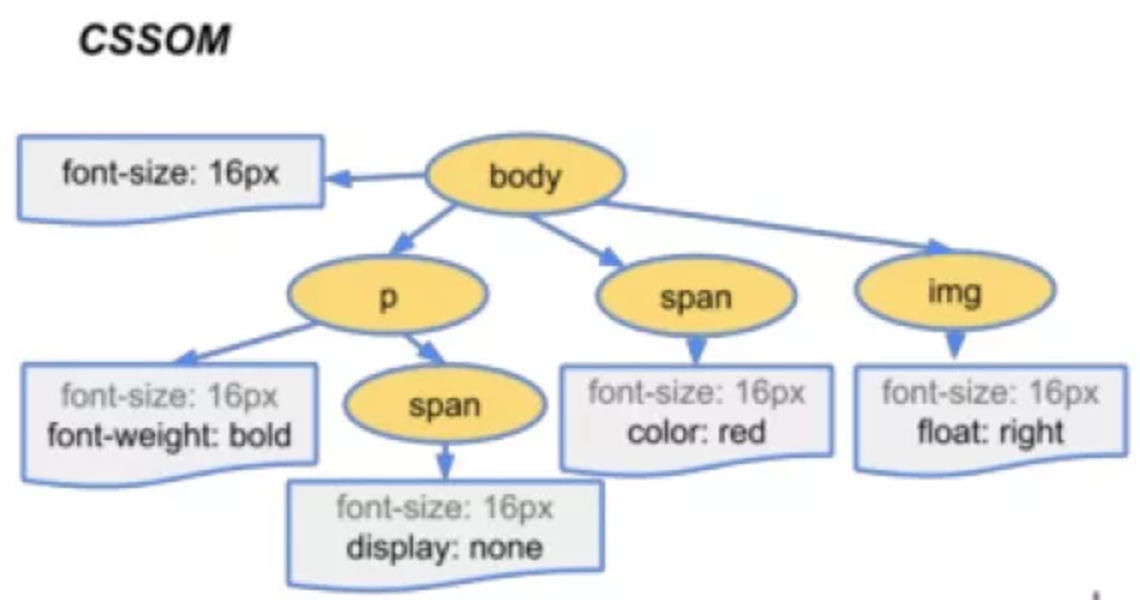 CSSOM
font-size: 16px
body
p
span
img
font-size: 16px
font-weight: bold
span
font-size: 16px
color: red
font-size: 16px
float: right
font-size: 16px
display: none